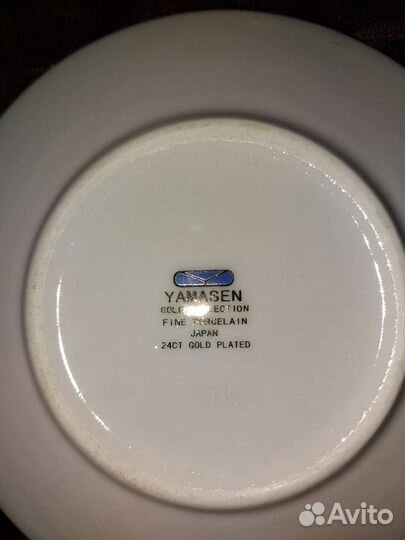 YAMASEN
GOLD COLLECTION
FINE PORCELAIN
JAPAN
24CT GOLD PLATED
Avito